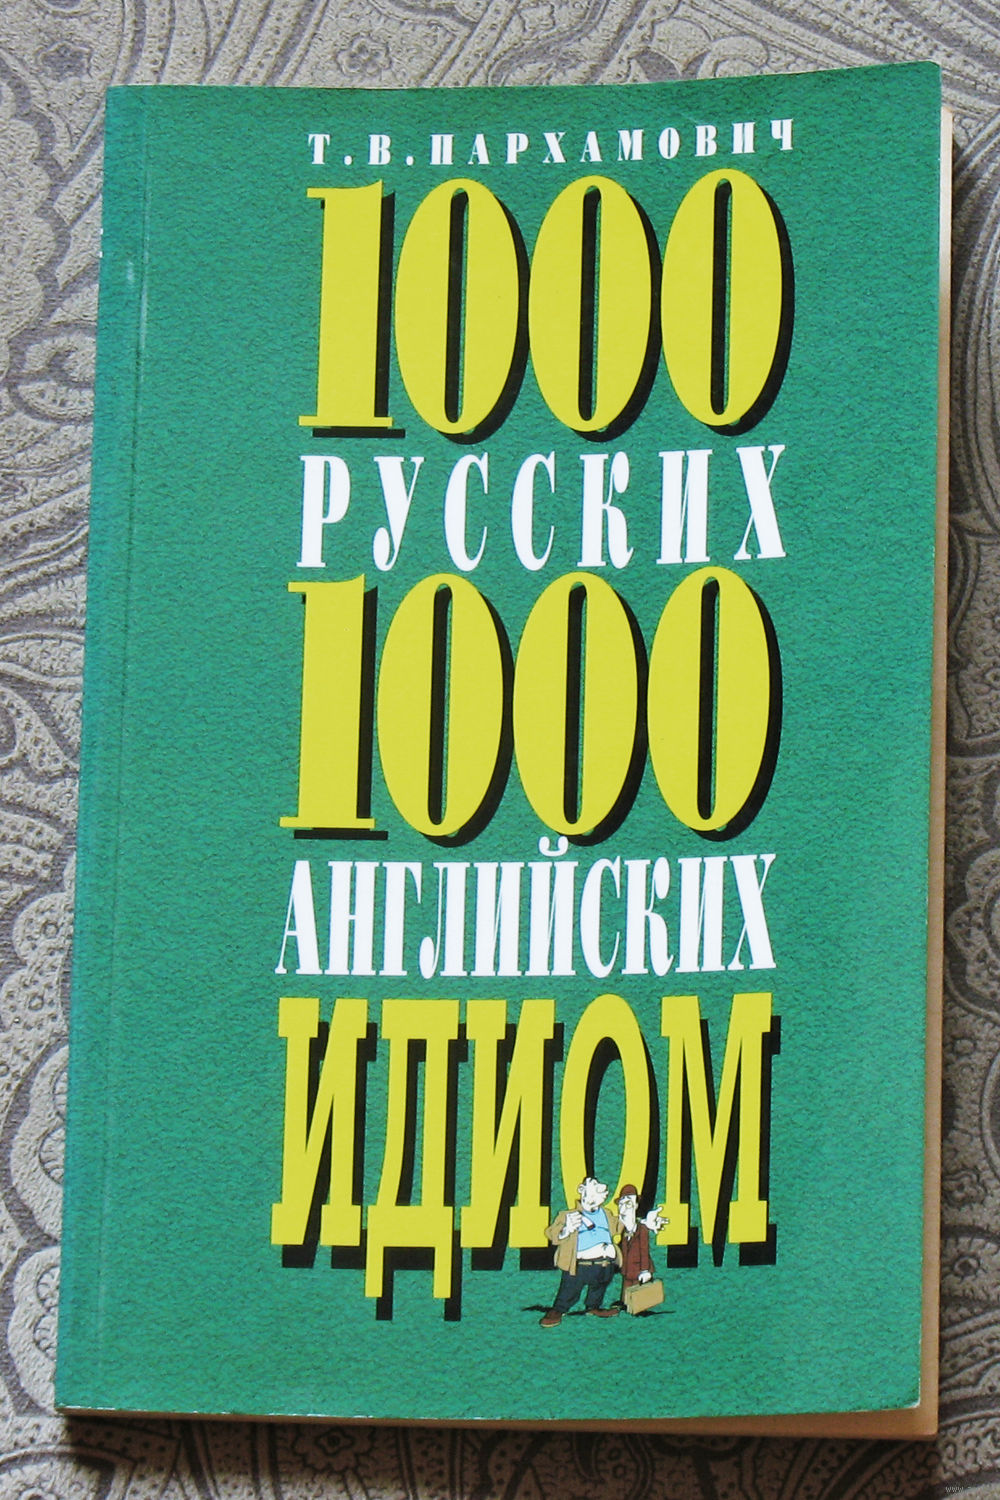 Т.В.ПАРХАМОВИЧ
1000
РУССКИХ
1000
АНГЛИЙСКИХ
ИДИОМ